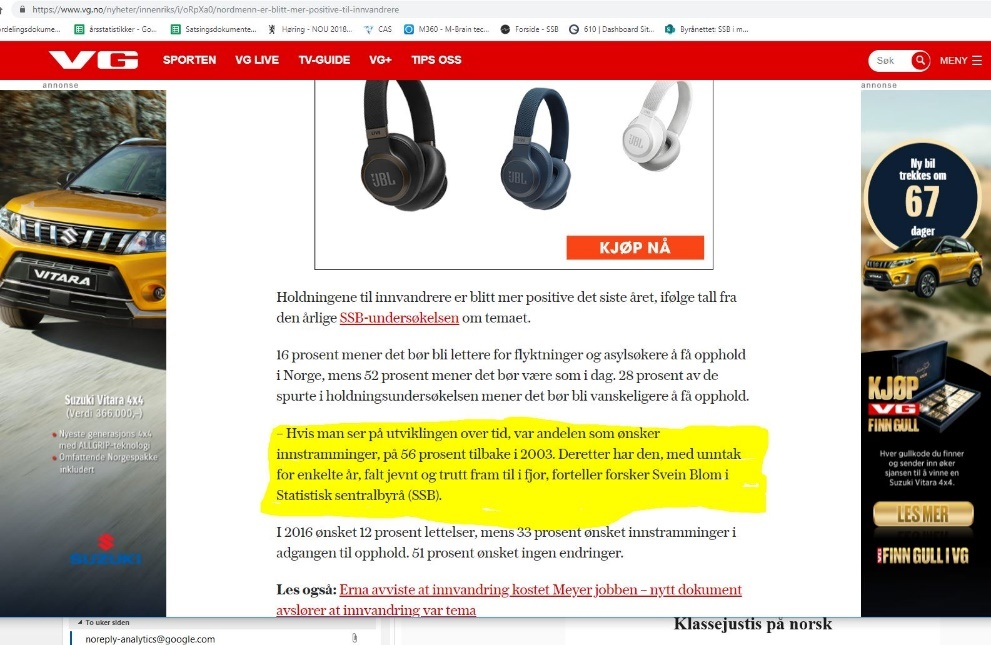 https://www.vg.no/nyheter/innenriks/i/oRpXa0/nordmenn-er-blitt-mer-positive-til-innvandrere
rdelingsdokume...
årsstatistikker - Go...
Satsingsdokumente...
Høring - NOU 2018...
CAS
M360 - M-Brain tec...
Forside - SSB
610 | Dashboard Sit...
Byrånettet: SSB i m...
VG
SPORTEN
VG LIVE
TV-GUIDE
VG+
TIPS OSS
Søk
MENY
annonse
annonse
JBL
JBL
JBL
KJØP NÅ
VITARA
Suzuki Vitara 4x4
(Verdi 366.000,-)
Nyeste generasjons 4x4
med ALLGRIP-teknologi
Omfattende Norgespakke
inkludert
SUZUKI
Holdningene til innvandrere er blitt mer positive det siste året, ifølge tall fra
den årlige SSB-undersøkelsen om temaet.
16 prosent mener det bør bli lettere for flyktninger og asylsøkere å få opphold
i Norge, mens 52 prosent mener det bør være som i dag. 28 prosent av de
spurte i holdningsundersøkelsen mener det bør bli vanskeligere å få opphold.
– Hvis man ser på utviklingen over tid, var andelen som ønsker
innstramminger, på 56 prosent tilbake i 2003. Deretter har den, med unntak
for enkelte år, falt jevnt og trutt fram til i fjor, forteller forsker Svein Blom i
Statistisk sentralbyrå (SSB).
I 2016 ønsket 12 prosent lettelser, mens 33 prosent ønsket innstramminger i
adgangen til opphold. 51 prosent ønsket ingen endringer.
Les også: Erna avviste at innvandring kostet Meyer jobben – nytt dokument
avslører at innvandring var tema
Ny bil
trekkes om
67
dager
KJØP
VG
FINN GULL
Hver gullkode du finner
og sender inn øker
sjansen til å vinne en
Suzuki Vitara 4x4.
LES MER
FINN GULL I VG
To uker siden
noreply-analytics@google.com
Klassejustis på norsk